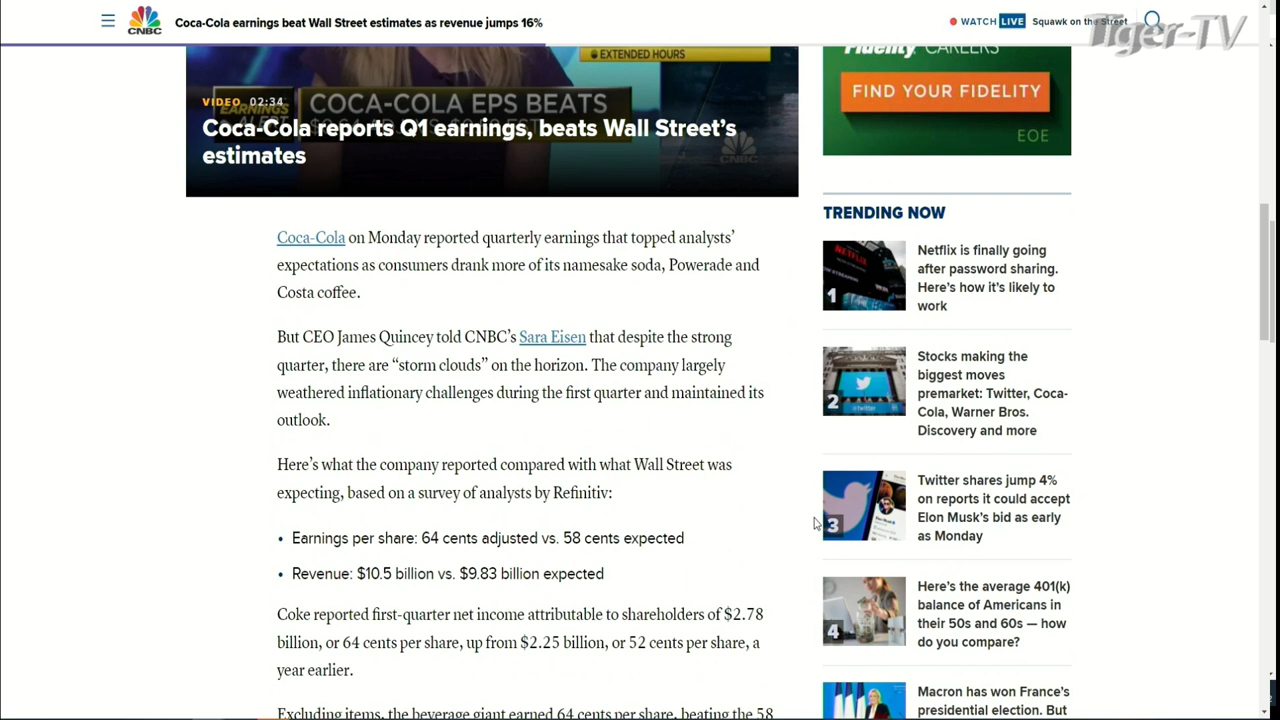 CNBC
Coca-Cola earnings beat Wall Street estimates as revenue jumps 16%
WATCH LIVE Squawk on the Street
Tiger-TV
EXTENDED HOURS
VIDEO 02:34
EARNINGS
COCA-COLA EPS BEATS
Coca-Cola reports Q1 earnings, beats Wall Street’s
estimates
CNBC
Coca-Cola on Monday reported quarterly earnings that topped analysts’
expectations as consumers drank more of its namesake soda, Powerade and
Costa coffee.
But CEO James Quincey told CNBC’s Sara Eisen that despite the strong
quarter, there are “storm clouds” on the horizon. The company largely
weathered inflationary challenges during the first quarter and maintained its
outlook.
Here’s what the company reported compared with what Wall Street was
expecting, based on a survey of analysts by Refinitiv:
• Earnings per share: 64 cents adjusted vs. 58 cents expected
• Revenue: $10.5 billion vs. $9.83 billion expected
Coke reported first-quarter net income attributable to shareholders of $2.78
billion, or 64 cents per share, up from $2.25 billion, or 52 cents per share, a
year earlier.
Excluding items, the beverage giant earned 64 cents per share, beating the 58
Fidelity CAREERS
FIND YOUR FIDELITY
EOE
TRENDING NOW
NETFLIX
1
Netflix is finally going
after password sharing.
Here’s how it’s likely to
work
2
Stocks making the
biggest moves
premarket: Twitter, Coca-
Cola, Warner Bros.
Discovery and more
3
Twitter shares jump 4%
on reports it could accept
Elon Musk’s bid as early
as Monday
4
Here’s the average 401(k)
balance of Americans in
their 50s and 60s — how
do you compare?
Macron has won France’s
presidential election. But